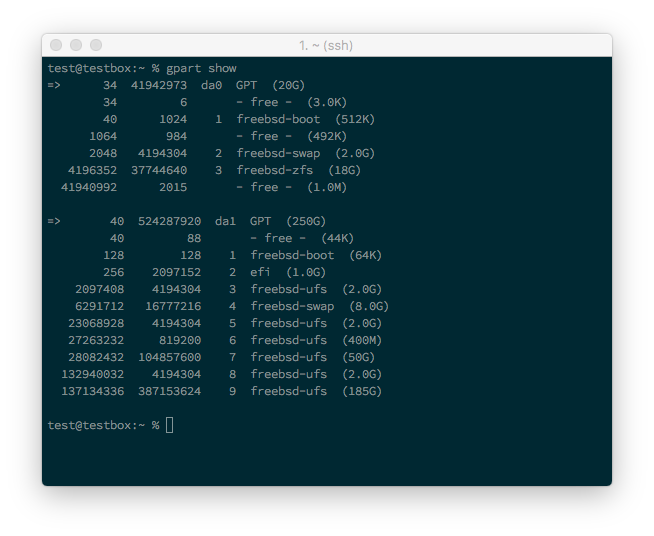 1. ~ (ssh)
test@testbox:~ % gpart show
=>      34  41942973  da0  GPT  (20G)
        34         6       - free -  (3.0K)
        40      1024    1  freebsd-boot  (512K)
      1064       984       - free -  (492K)
      2048   4194304    2  freebsd-swap  (2.0G)
   4196352  37744640    3  freebsd-zfs  (18G)
  41940992      2015       - free -  (1.0M)
=>       40  524287920  da1  GPT  (250G)
         40         88       - free -  (44K)
        128        128    1  freebsd-boot  (64K)
        256    2097152    2  efi  (1.0G)
    2097408    4194304    3  freebsd-ufs  (2.0G)
    6291712   16777216    4  freebsd-swap  (8.0G)
   23068928    4194304    5  freebsd-ufs  (2.0G)
   27263232     819200    6  freebsd-ufs  (400M)
   28082432  104857600    7  freebsd-ufs  (50G)
  132940032    4194304    8  freebsd-ufs  (2.0G)
  137134336  387153624    9  freebsd-ufs  (185G)
test@testbox:~ %